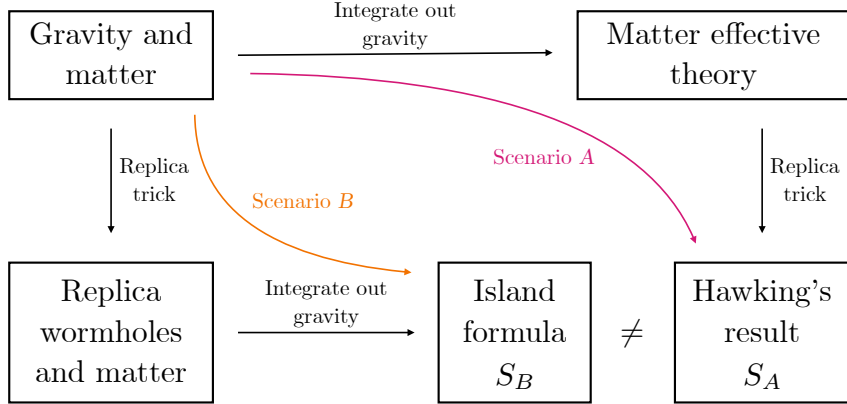 Gravity and
matter
Integrate out
gravity
Matter effective
theory
Replica
trick
Scenario A
Replica
trick
Scenario B
Replica
wormholes
and matter
Integrate out
gravity
Island
formula
S_B
≠
Hawking's
result
S_A